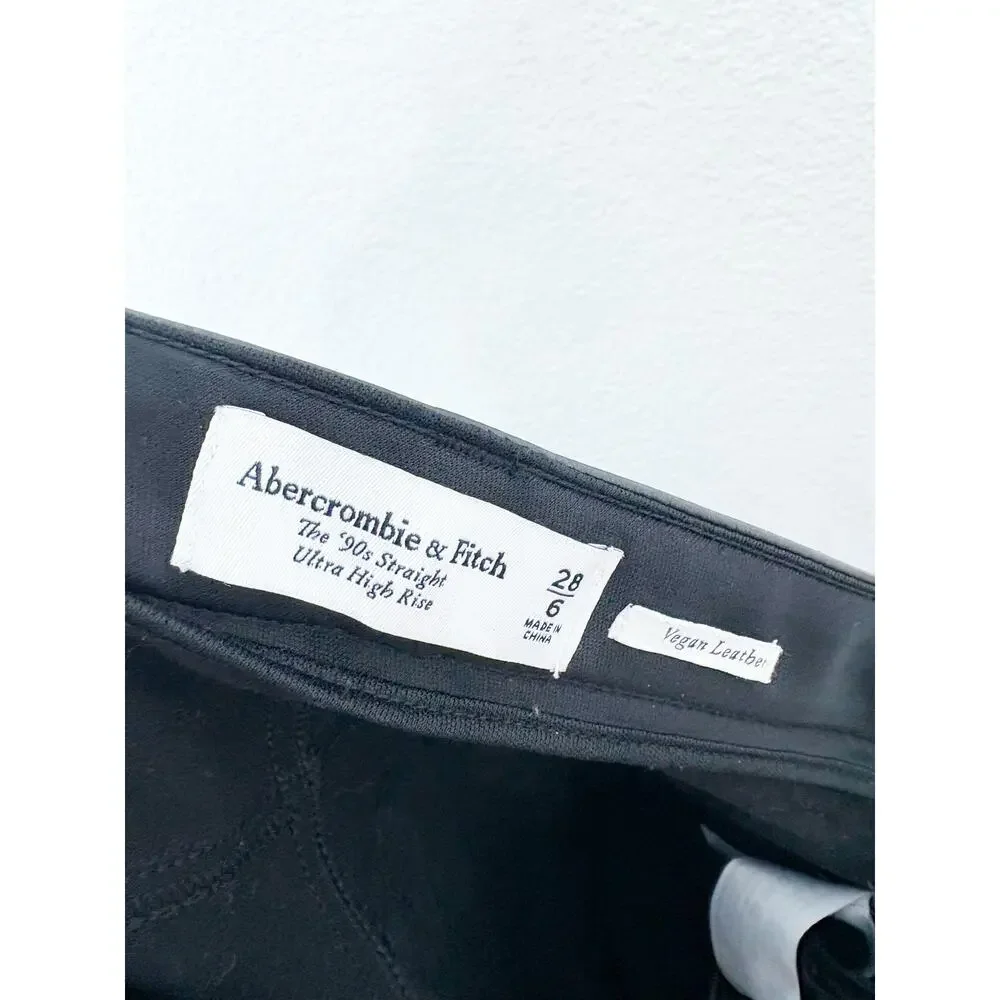 Abercrombie & Fitch
The '90s Straight
Ultra High Rise
28
6
MADE IN
CHINA
Vegan Leather